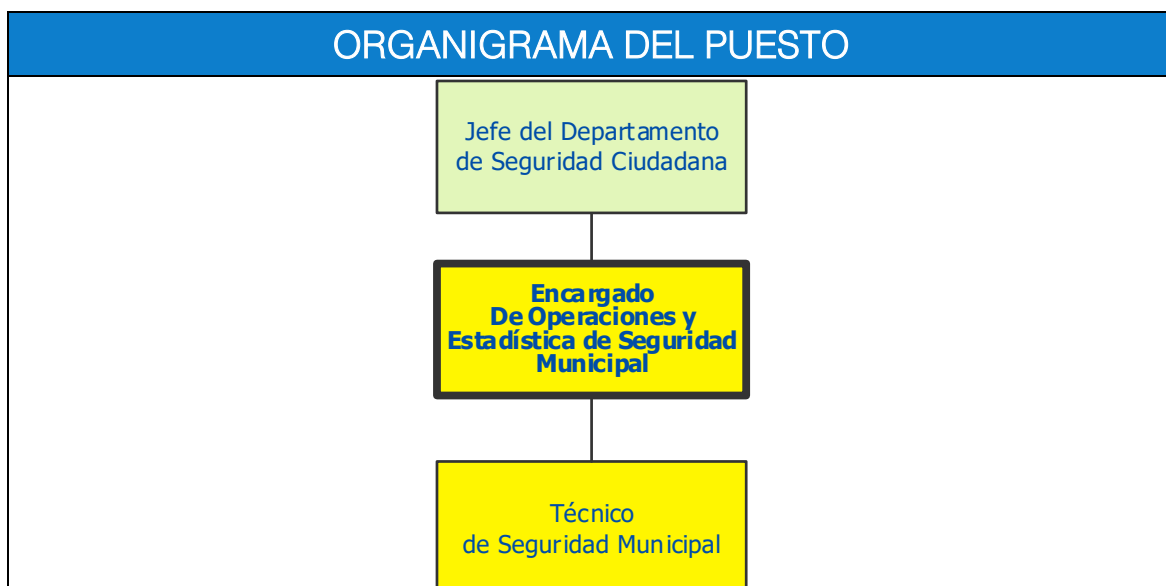 ORGANIGRAMA DEL PUESTO
Jefe del Departamento
de Seguridad Ciudadana
Encargado
De Operaciones y
Estadística de Seguridad
Municipal
Técnico
de Seguridad Municipal